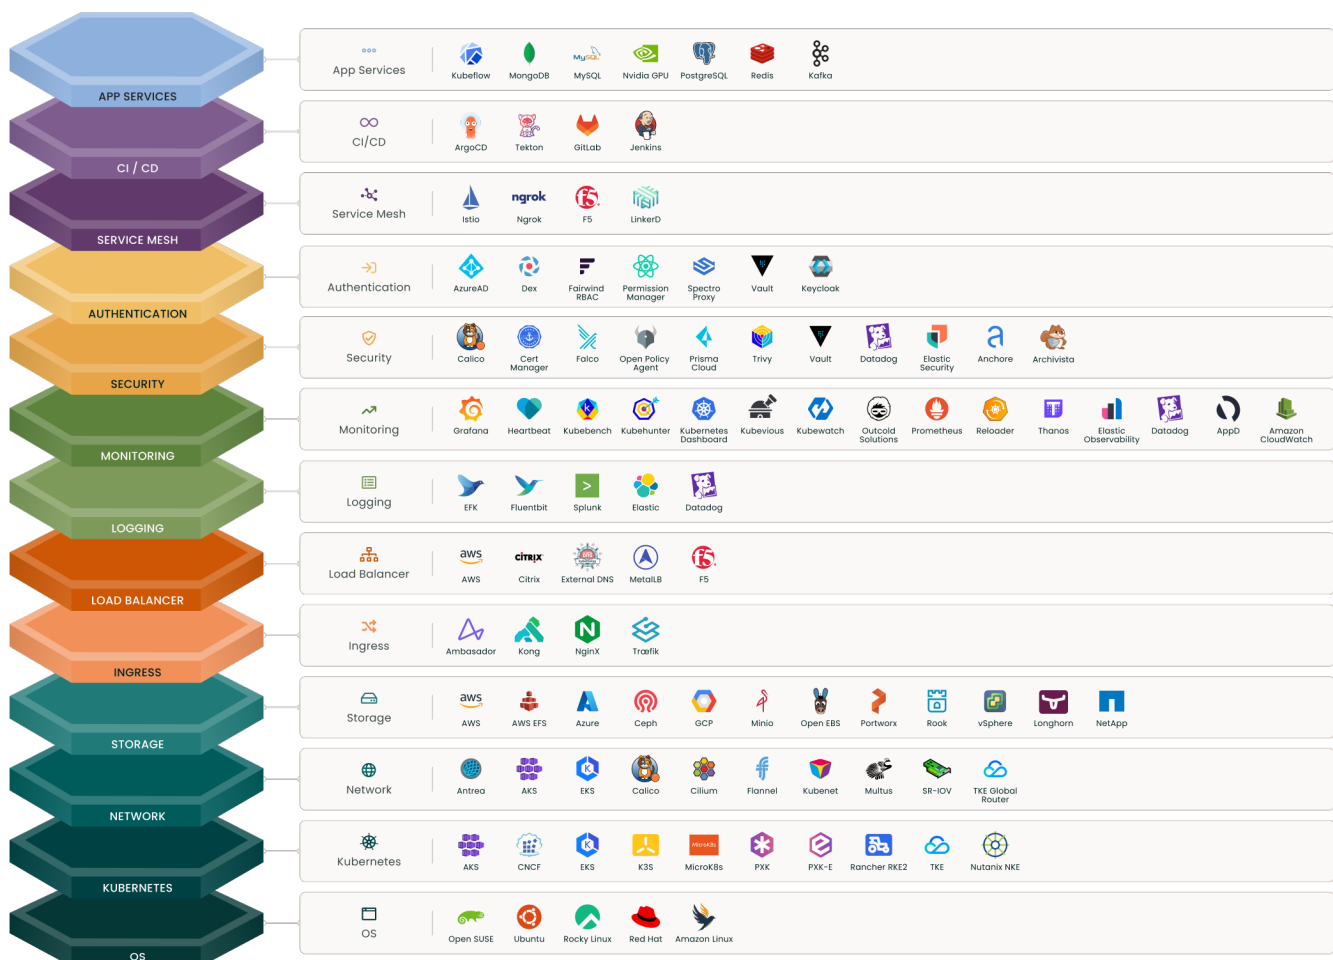 APP SERVICES
App Services
Kubeflow
MongoDB
MySQL
MySQL
Nvidia GPU
PostgreSQL
Redis
Kafka
CI / CD
CI/CD
ArgoCD
Tekton
GitLab
Jenkins
SERVICE MESH
Service Mesh
Istio
ngrok
Ngrok
f5
F5
LinkerD
AUTHENTICATION
Authentication
AzureAD
Dex
Fairwind
RBAC
Permission
Manager
Spectro
Proxy
Vault
Keycloak
SECURITY
Security
Calico
Cert
Manager
Falco
Open Policy
Agent
Prisma
Cloud
Trivy
Vault
Datadog
Elastic
Security
Anchore
Archivista
MONITORING
Monitoring
Grafana
Heartbeat
Kubebench
Kubehunter
Kubernetes
Dashboard
Kubevious
Kubewatch
Outcold
Solutions
Prometheus
Reloader
Thanos
Elastic
Observability
Datadog
AppD
Amazon
CloudWatch
LOGGING
Logging
EFK
Fluentbit
Splunk
Elastic
Datadog
LOAD BALANCER
Load Balancer
aws
AWS
CITRIX
Citrix
External DNS
MetalLB
f5
F5
INGRESS
Ingress
Ambasador
Kong
N
NginX
Træfik
STORAGE
Storage
aws
AWS
AWS EFS
Azure
Ceph
GCP
Minio
Open EBS
Portworx
Rook
vSphere
Longhorn
NetApp
NETWORK
Network
Antrea
AKS
K
EKS
Calico
Cilium
Flannel
Kubenet
Multus
SR-IOV
TKE Global
Router
KUBERNETES
Kubernetes
AKS
CNCF
K
EKS
K3S
MicroK8s
MicroK8s
PXK
PXK-E
Rancher RKE2
TKE
Nutanix NKE
OS
OS
Open SUSE
Ubuntu
Rocky Linux
Red Hat
Amazon Linux